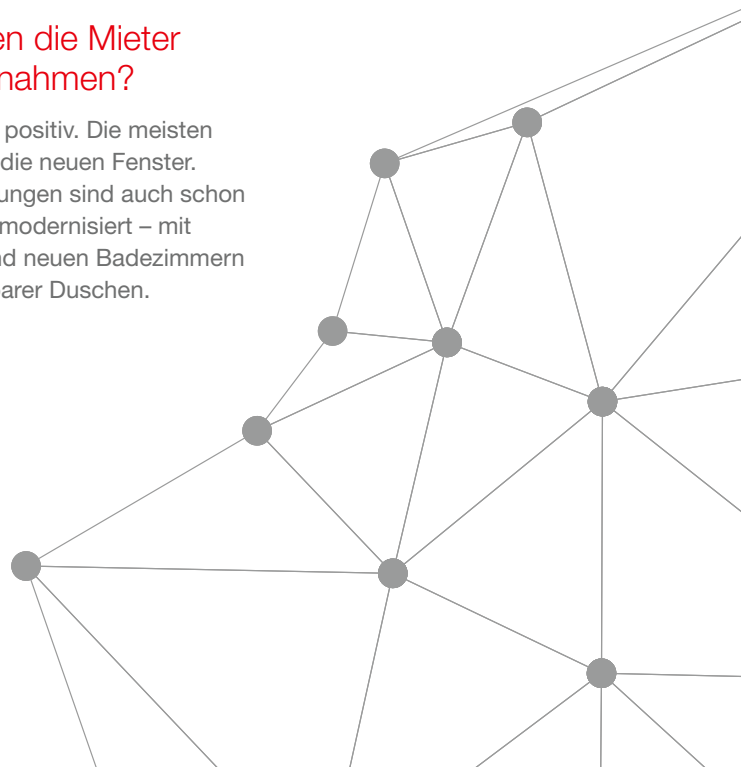 en die Mieter
nahmen?
positiv. Die meisten
die neuen Fenster.
ungen sind auch schon
modernisiert – mit
nd neuen Badezimmern
arer Duschen.